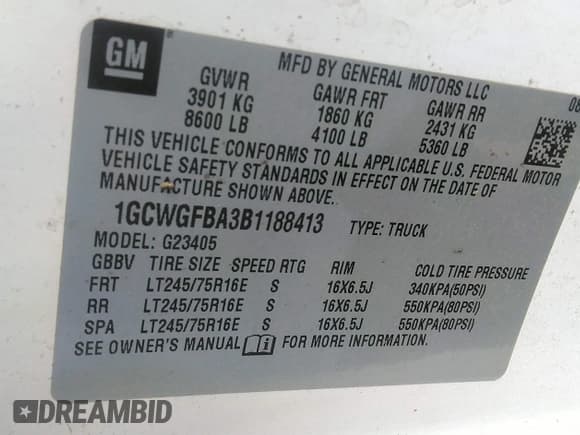 GM
MFD BY GENERAL MOTORS LLC
08
GVWR GAWR FRT GAWR RR
3901 KG 1860 KG 2431 KG
8600 LB 4100 LB 5360 LB
THIS VEHICLE CONFORMS TO ALL APPLICABLE U.S. FEDERAL MOTOR
VEHICLE SAFETY STANDARDS IN EFFECT ON THE DATE OF
MANUFACTURE SHOWN ABOVE.
1GCWGFBA3B1188413 TYPE: TRUCK
MODEL: G23405
GBBV TIRE SIZE SPEED RTG RIM COLD TIRE PRESSURE
FRT LT245/75R16E S 16X6.5J 340KPA(50PSI)
RR LT245/75R16E S 16X6.5J 550KPA(80PSI)
SPA LT245/75R16E S 16X6.5J 550KPA(80PSI)
SEE OWNER'S MANUAL FOR MORE INFORMATION.
DREAMBID